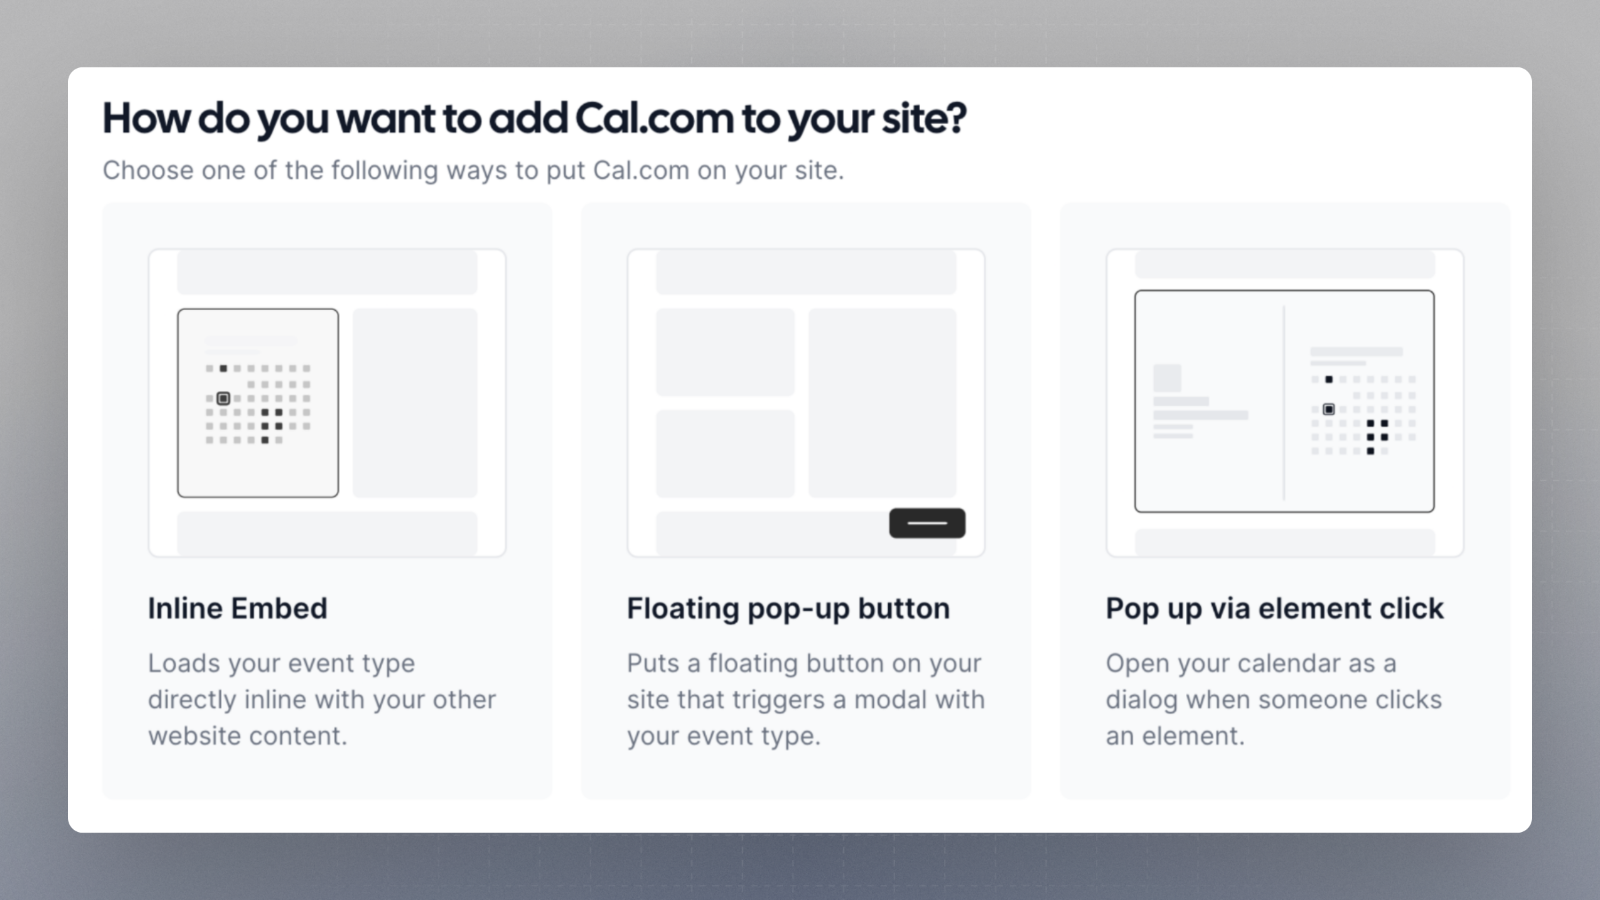 How do you want to add Cal.com to your site?
Choose one of the following ways to put Cal.com on your site.
Inline Embed
Loads your event type
directly inline with your other
website content.
Floating pop-up button
Puts a floating button on your
site that triggers a modal with
your event type.
Pop up via element click
Open your calendar as a
dialog when someone clicks
an element.